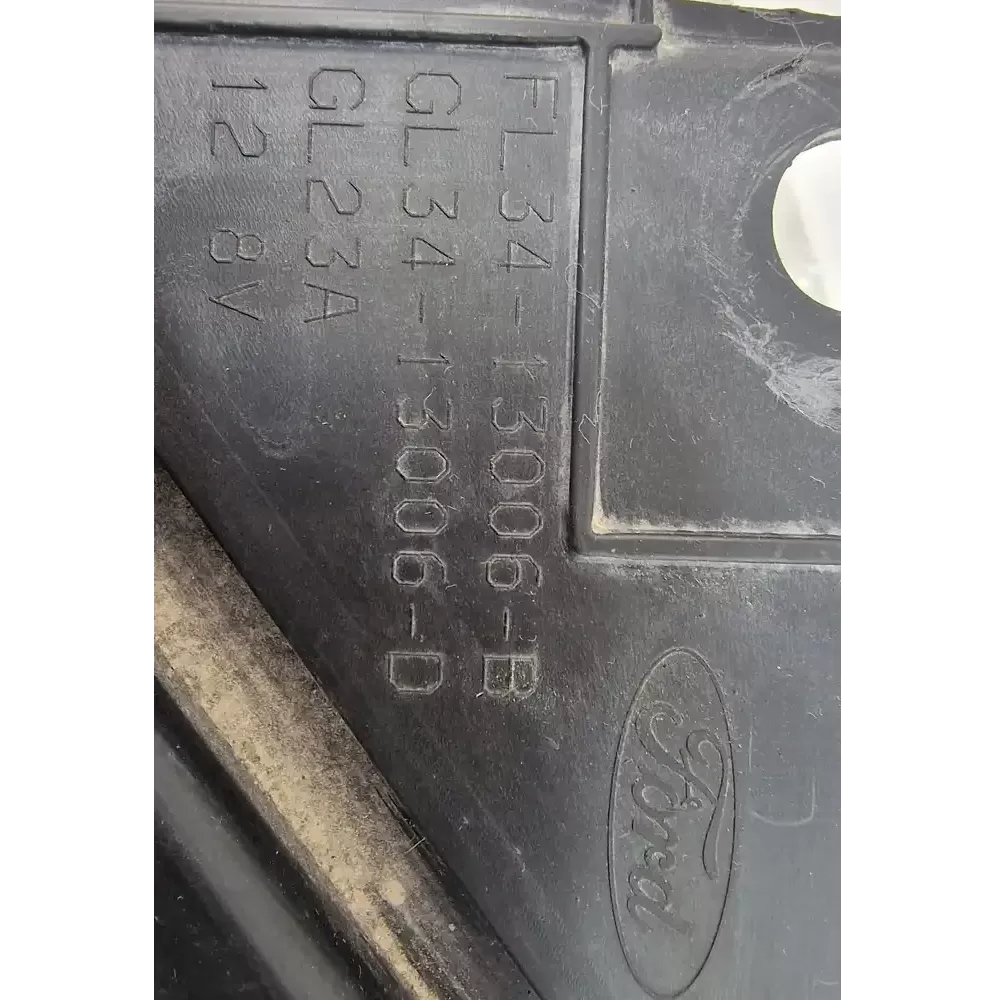 FL34-13006-B
GL34-13006-D
GL23A
12 8V
Ford